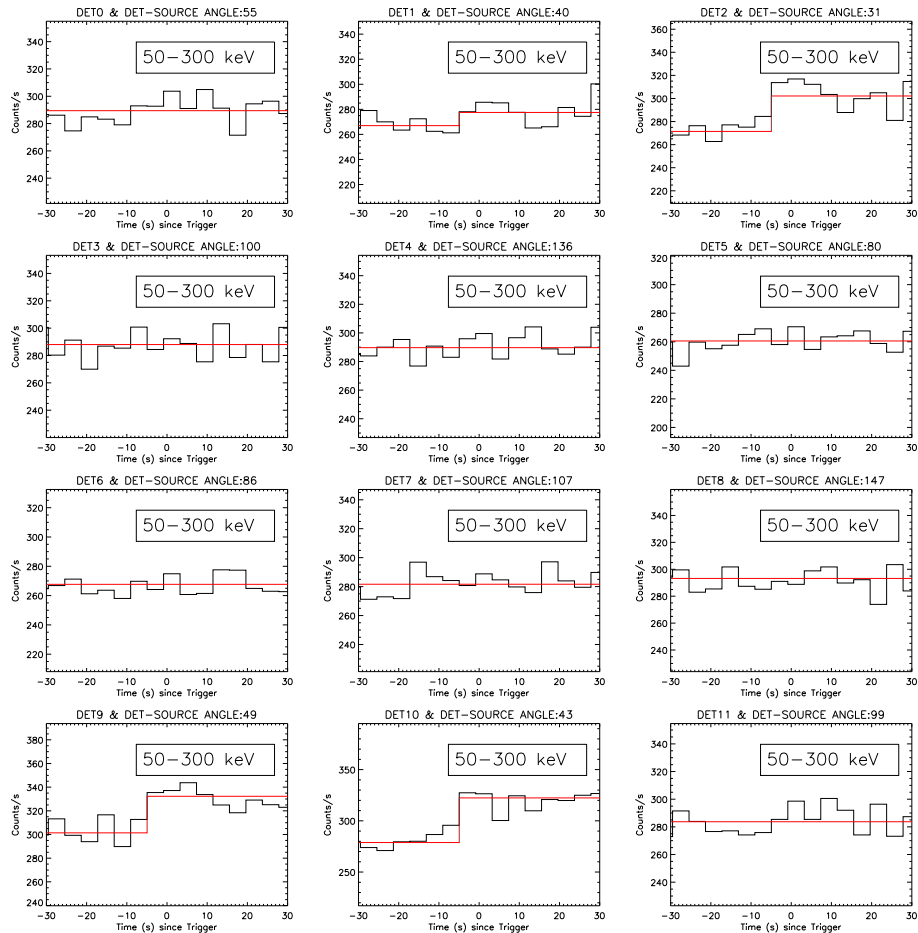 DET0 & DET-SOURCE ANGLE:55
50-300 keV
Counts/s
340
320
300
280
260
240
-30 -20 -10 0 10 20 30
Time (s) since Trigger
DET1 & DET-SOURCE ANGLE:40
50-300 keV
Counts/s
340
320
300
280
260
240
220
-30 -20 -10 0 10 20 30
Time (s) since Trigger
DET2 & DET-SOURCE ANGLE:31
50-300 keV
Counts/s
360
340
320
300
280
260
240
220
-30 -20 -10 0 10 20 30
Time (s) since Trigger
DET3 & DET-SOURCE ANGLE:100
50-300 keV
Counts/s
340
320
300
280
260
240
-30 -20 -10 0 10 20 30
Time (s) since Trigger
DET4 & DET-SOURCE ANGLE:136
50-300 keV
Counts/s
340
320
300
280
260
240
-30 -20 -10 0 10 20 30
Time (s) since Trigger
DET5 & DET-SOURCE ANGLE:80
50-300 keV
Counts/s
320
300
280
260
240
220
200
-30 -20 -10 0 10 20 30
Time (s) since Trigger
DET6 & DET-SOURCE ANGLE:86
50-300 keV
Counts/s
320
300
280
260
240
220
-30 -20 -10 0 10 20 30
Time (s) since Trigger
DET7 & DET-SOURCE ANGLE:107
50-300 keV
Counts/s
340
320
300
280
260
240
-30 -20 -10 0 10 20 30
Time (s) since Trigger
DET8 & DET-SOURCE ANGLE:147
50-300 keV
Counts/s
340
320
300
280
260
240
-30 -20 -10 0 10 20 30
Time (s) since Trigger
DET9 & DET-SOURCE ANGLE:49
50-300 keV
Counts/s
380
360
340
320
300
280
260
240
-30 -20 -10 0 10 20 30
Time (s) since Trigger
DET10 & DET-SOURCE ANGLE:43
50-300 keV
Counts/s
350
300
250
-30 -20 -10 0 10 20 30
Time (s) since Trigger
DET11 & DET-SOURCE ANGLE:99
50-300 keV
Counts/s
340
320
300
280
260
240
-30 -20 -10 0 10 20 30
Time (s) since Trigger